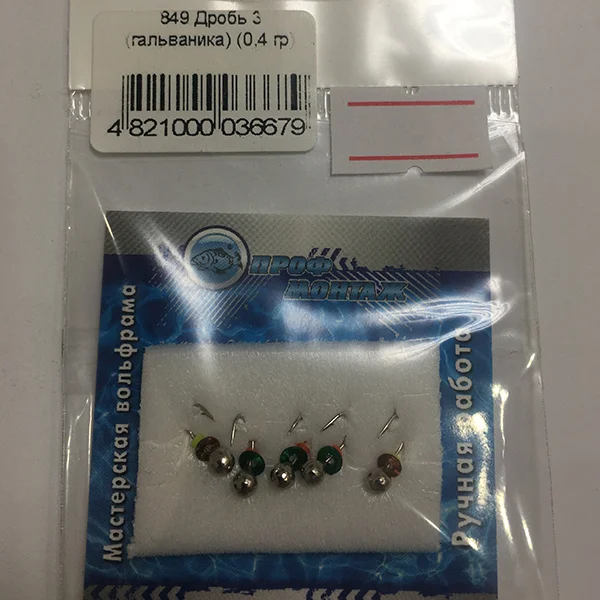 849 Дробь 3
(гальваника) (0,4 гр)
4 821000 036679
ПРОФ
МОНТАЖ
Мастерская вольфрама
Ручная работа